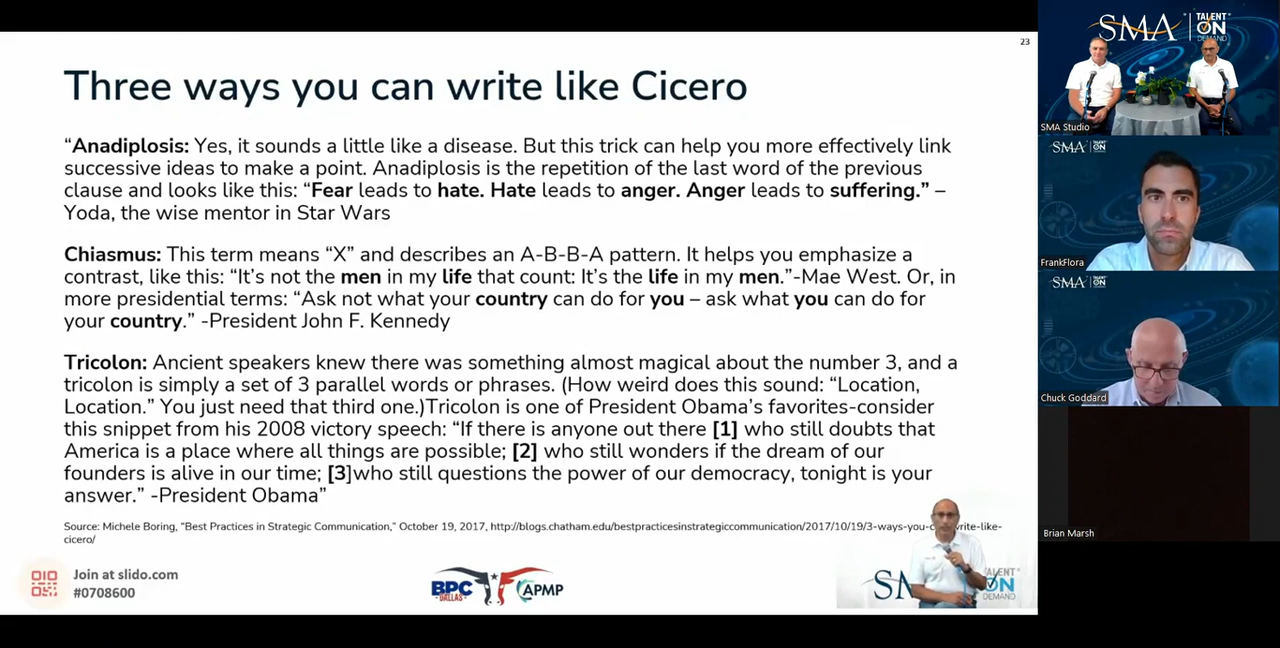 23
Three ways you can write like Cicero
“Anadiplosis: Yes, it sounds a little like a disease. But this trick can help you more effectively link
successive ideas to make a point. Anadiplosis is the repetition of the last word of the previous
clause and looks like this: “Fear leads to hate. Hate leads to anger. Anger leads to suffering.” –
Yoda, the wise mentor in Star Wars
Chiasmus: This term means “X” and describes an A-B-B-A pattern. It helps you emphasize a
contrast, like this: “It’s not the men in my life that count: It’s the life in my men.”-Mae West. Or, in
more presidential terms: “Ask not what your country can do for you – ask what you can do for
your country.” -President John F. Kennedy
Tricolon: Ancient speakers knew there was something almost magical about the number 3, and a
tricolon is simply a set of 3 parallel words or phrases. (How weird does this sound: “Location,
Location.” You just need that third one.)Tricolon is one of President Obama’s favorites-consider
this snippet from his 2008 victory speech: “If there is anyone out there [1] who still doubts that
America is a place where all things are possible; [2] who still wonders if the dream of our
founders is alive in our time; [3]who still questions the power of our democracy, tonight is your
answer.” -President Obama”
Source: Michele Boring, “Best Practices in Strategic Communication,” October 19, 2017, http://blogs.chatham.edu/bestpracticesinstrategiccommunication/2017/10/19/3-ways-you-c write-like-
cicero/
Join at slido.com
#0708600
BPC
DALLAS
APMP
TALENT
ON
SMA
TALENT
ON
DEMAND
SMA Studio
SMA
ON
FrankFlora
SMA
ON
Chuck Goddard
Brian Marsh